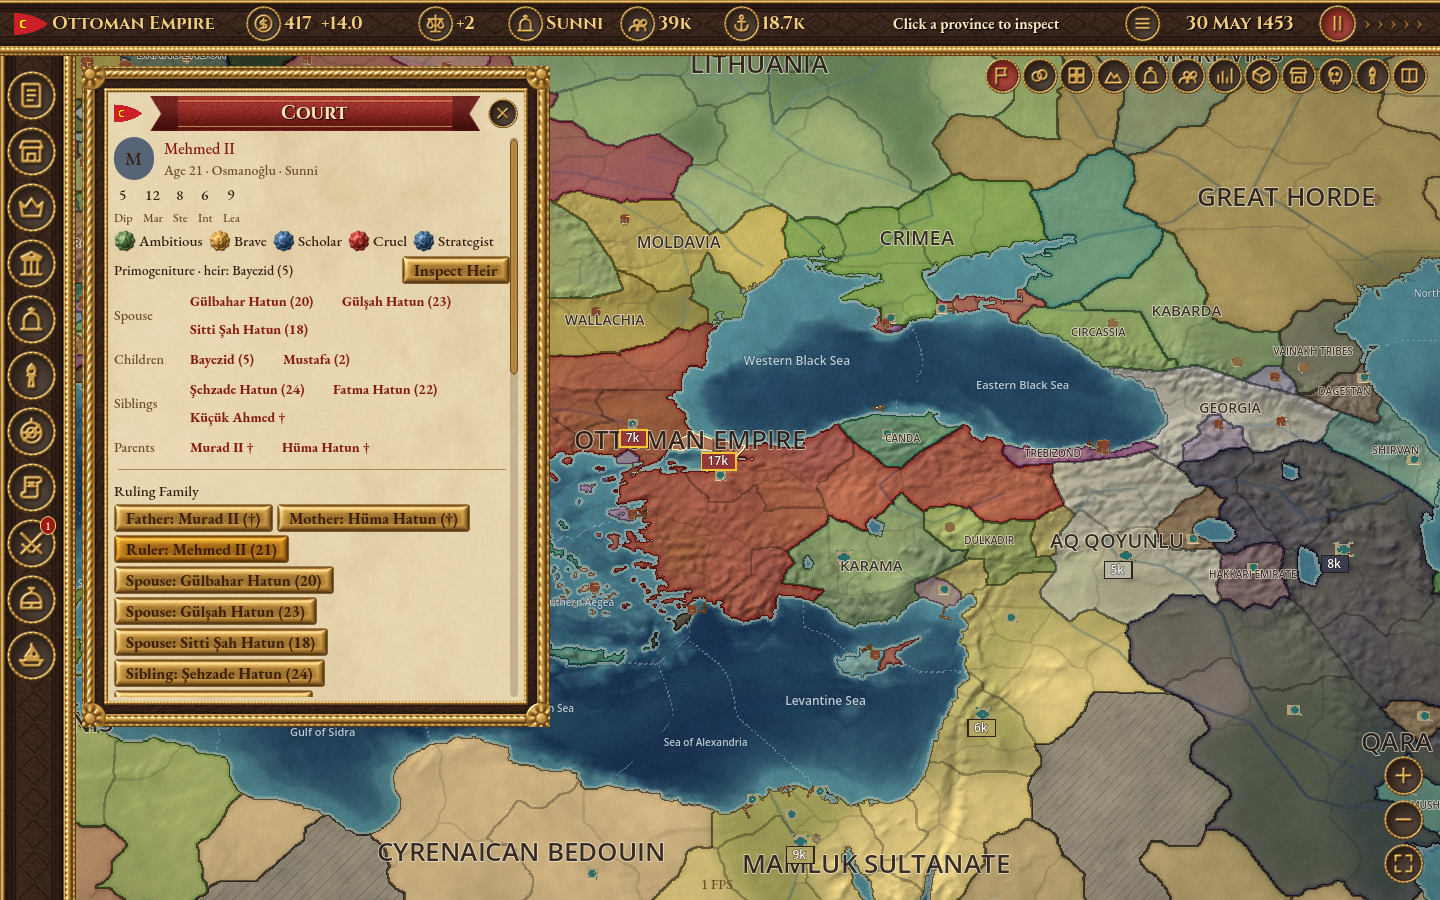 OTTOMAN EMPIRE
417 +14.0
+2
SUNNI
39K
18.7K
Click a province to inspect
30 MAY 1453
COURT
M
Mehmed II
Age 21 · Osmanoğlu · Sunni
5 12 8 6 9
Dip Mar Ste Int Lea
Ambitious Brave Scholar Cruel Strategist
Primogeniture · heir: Bayezid (5)
Inspect Heir
Spouse
Gülbahar Hatun (20) Gülşah Hatun (23)
Sitti Şah Hatun (18)
Children Bayezid (5) Mustafa (2)
Siblings
Şehzade Hatun (24) Fatma Hatun (22)
Küçük Ahmed †
Parents Murad II † Hüma Hatun †
Ruling Family
Father: Murad II (†) Mother: Hüma Hatun (†)
Ruler: Mehmed II (21)
Spouse: Gülbahar Hatun (20)
Spouse: Gülşah Hatun (23)
Spouse: Sitti Şah Hatun (18)
Sibling: Şehzade Hatun (24)
1
LITHUANIA
GREAT HORDE
MOLDAVIA
CRIMEA
North
WALLACHIA
KABARDA
CIRCASSIA
VAINAKH TRIBES
Western Black Sea
Eastern Black Sea
DAGESTAN
GEORGIA
OTTOMAN EMPIRE
7k
CANDA
TREBIZOND
SHIRVAN
17k
DULKADIR
AQ QOYUNLU
KARAMA
5k
HAKKARI EMIRATE
8k
Levantine Sea
n Sea
Gulf of Sidra
Sea of Alexandria
6k
QARA
MUSH
CYRENAICAN BEDOUIN
9k
MAMLUK SULTANATE
1 FPS